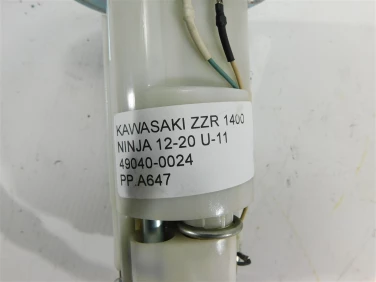 KAWASAKI ZZR 1400
NINJA 12-20 U-11
49040-0024
PP.A647